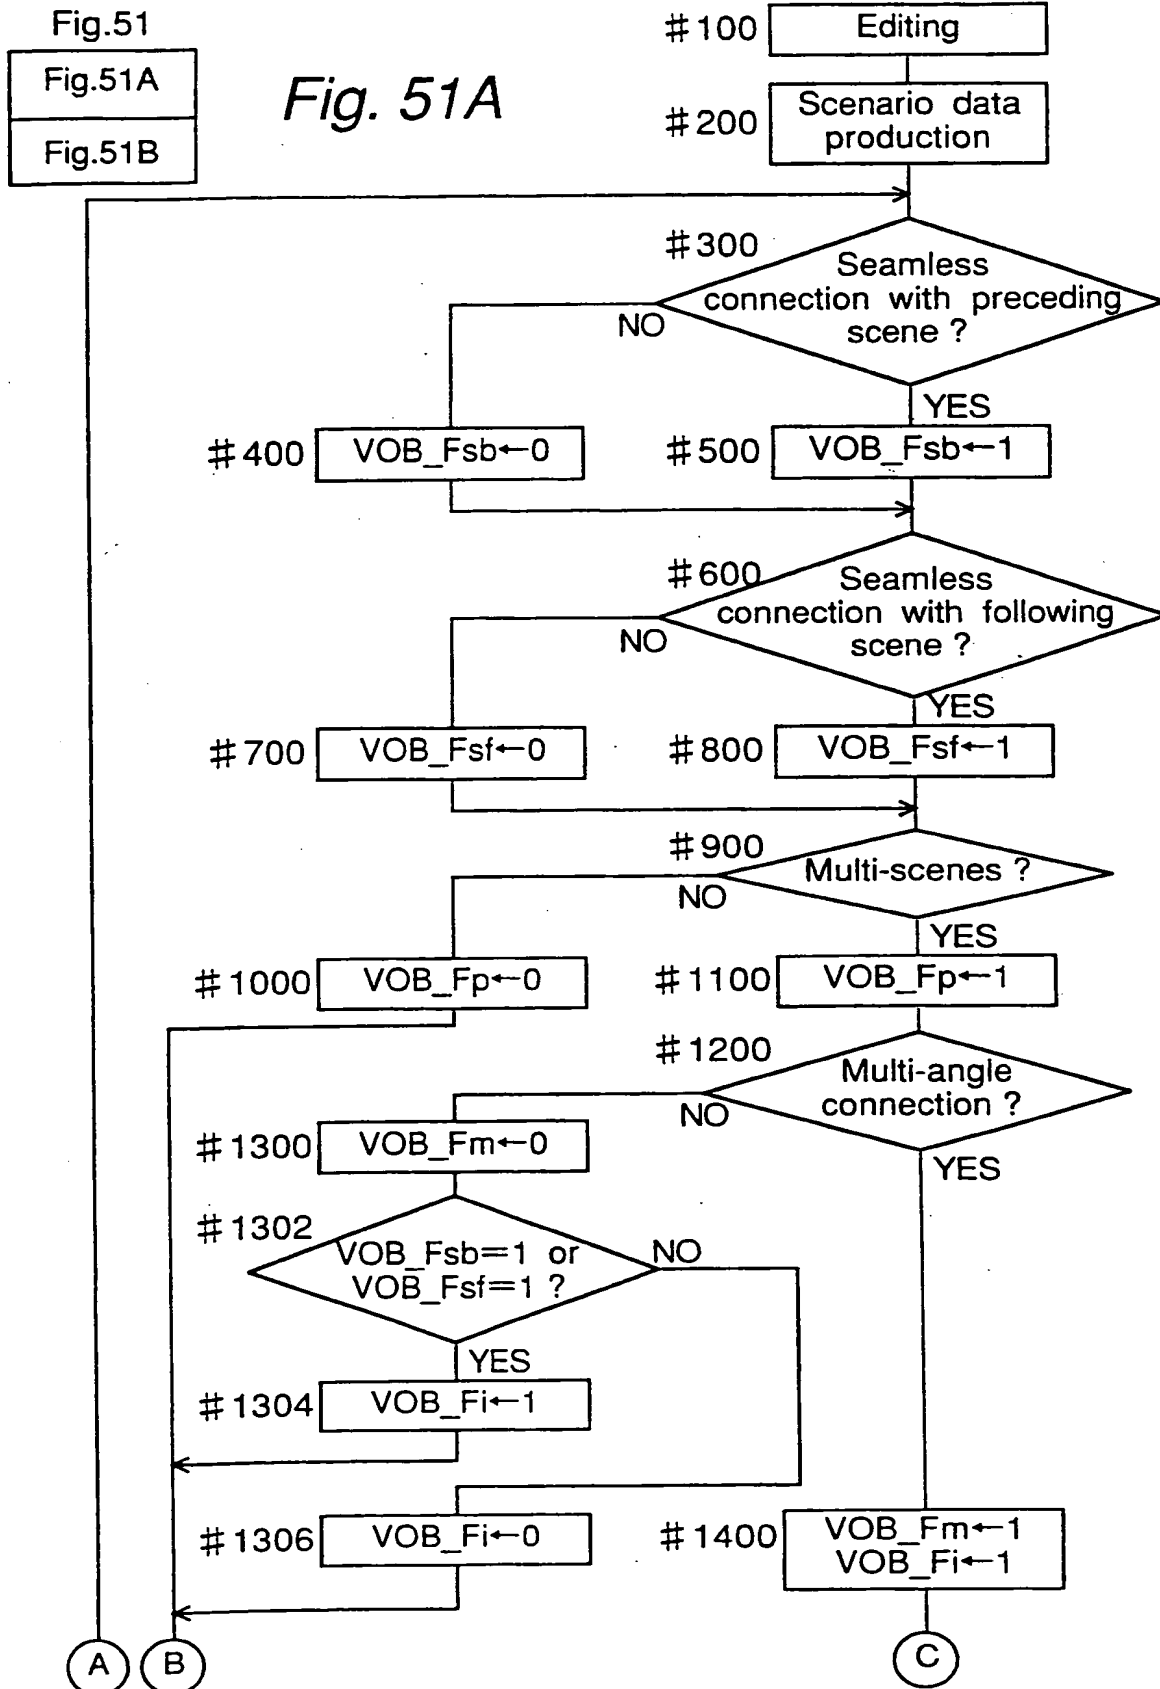 Fig.51
Fig.51A
Fig.51B
Fig. 51A
#100 Editing
#200 Scenario data
production
#300
Seamless
connection with preceding
scene ?
NO
YES
#400 VOB_Fsb←0
#500 VOB_Fsb←1
#600
Seamless
connection with following
scene ?
NO
YES
#700 VOB_Fsf←0
#800 VOB_Fsf←1
#900
Multi-scenes ?
NO
YES
#1000 VOB_Fp←0
#1100 VOB_Fp←1
#1200
Multi-angle
connection ?
NO
YES
#1300 VOB_Fm←0
#1302
VOB_Fsb=1 or
VOB_Fsf=1 ?
NO
YES
#1304 VOB_Fi←1
#1306 VOB_Fi←0
#1400 VOB_Fm←1
VOB_Fi←1
A
B
C